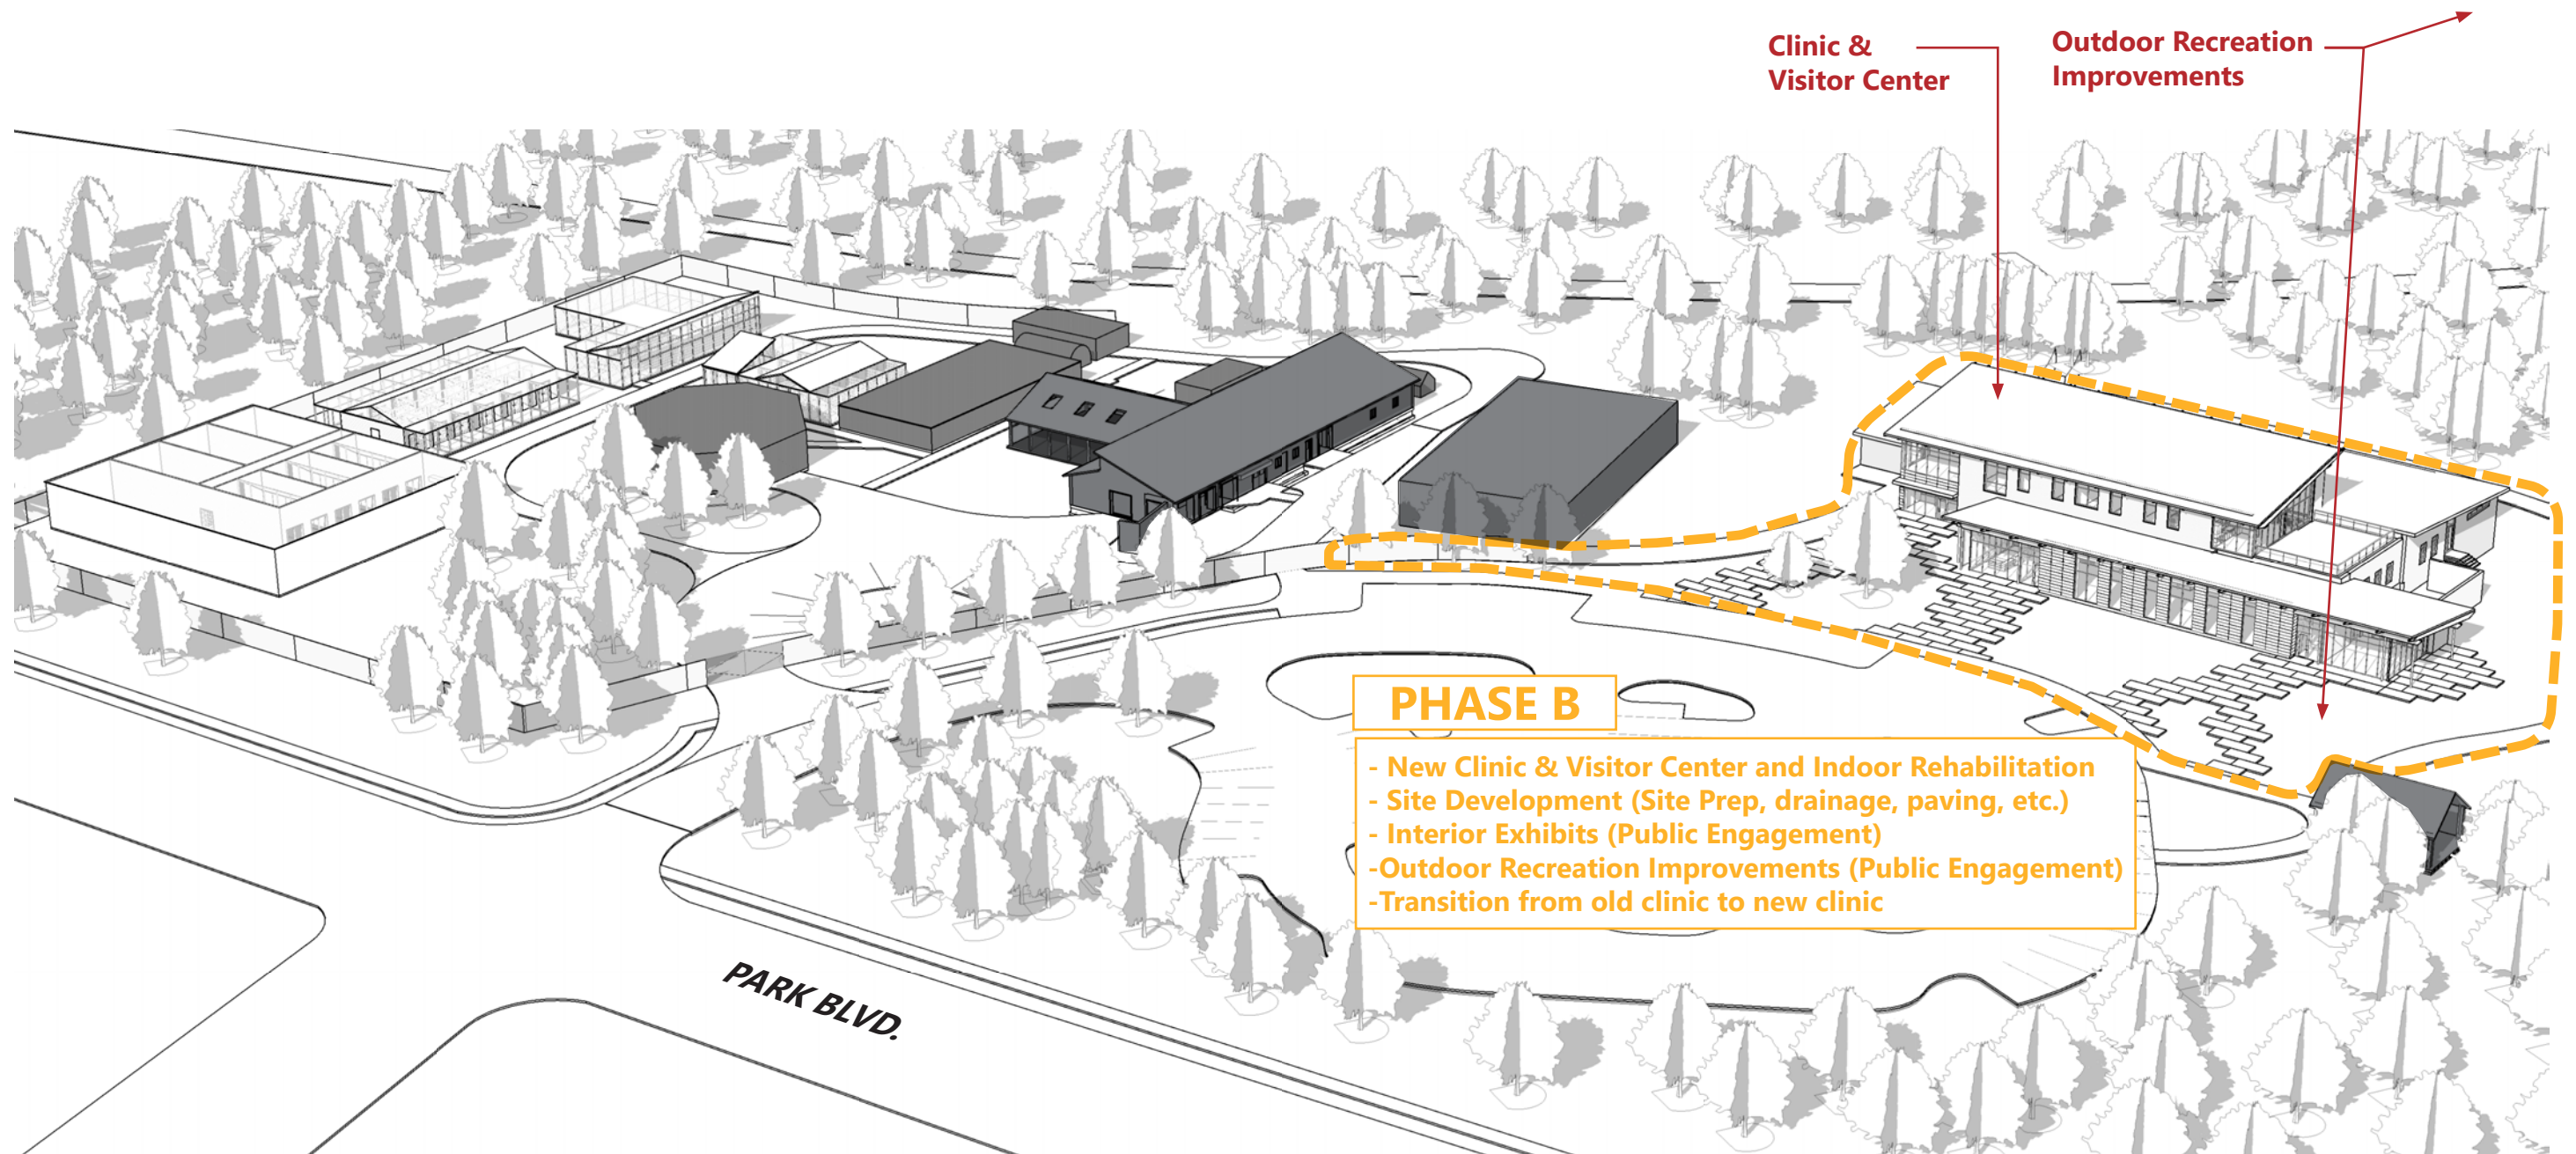 Clinic &
Visitor Center
Outdoor Recreation
Improvements
PHASE B
- New Clinic & Visitor Center and Indoor Rehabilitation
- Site Development (Site Prep, drainage, paving, etc.)
- Interior Exhibits (Public Engagement)
-Outdoor Recreation Improvements (Public Engagement)
-Transition from old clinic to new clinic
PARK BLVD.